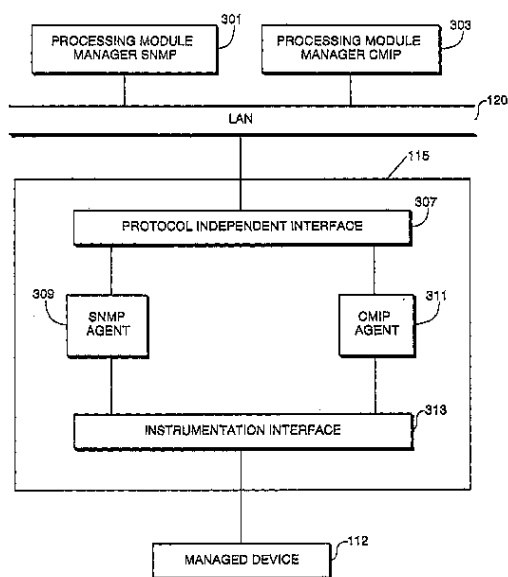 301
303
PROCESSING MODULE
MANAGER SNMP
PROCESSING MODULE
MANAGER CMIP
120
LAN
115
307
PROTOCOL INDEPENDENT INTERFACE
309
SNMP
AGENT
311
CMIP
AGENT
313
INSTRUMENTATION INTERFACE
112
MANAGED DEVICE